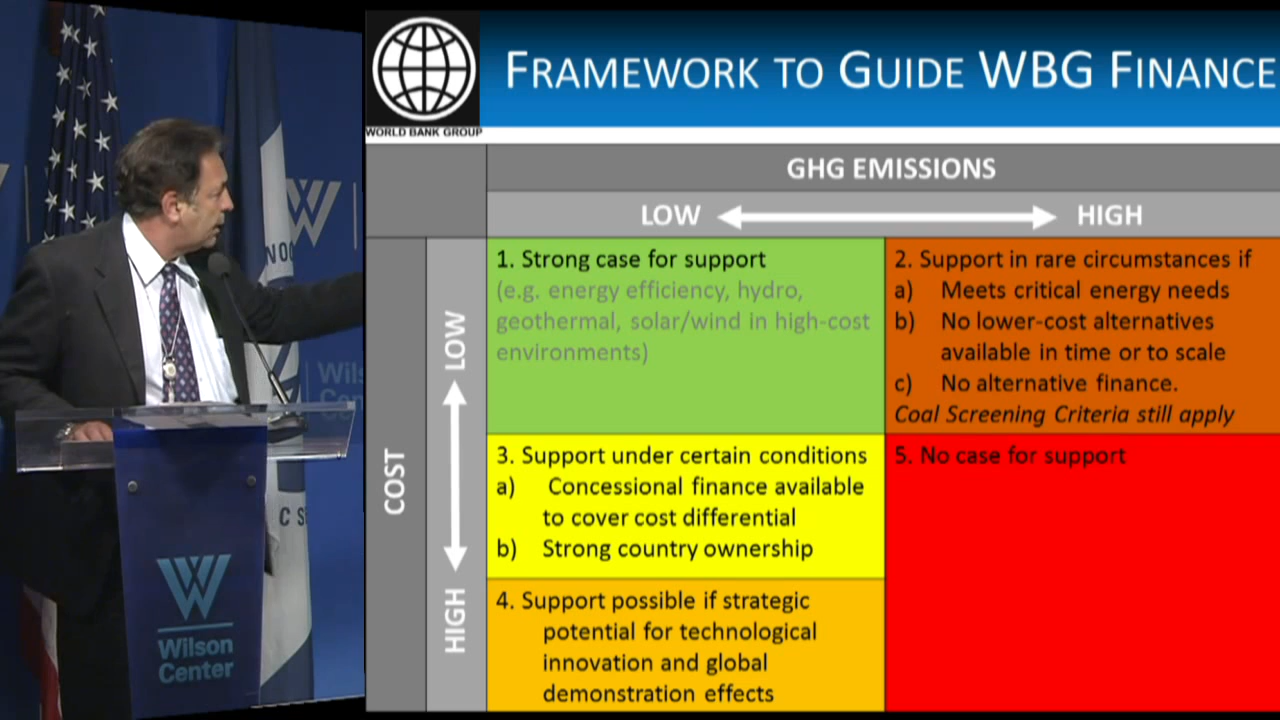 FRAMEWORK TO GUIDE WBG FINANCE
WORLD BANK GROUP
GHG EMISSIONS
LOW
HIGH
COST
LOW
HIGH
1. Strong case for support
(e.g. energy efficiency, hydro,
geothermal, solar/wind in high-cost
environments)
2. Support in rare circumstances if
a) Meets critical energy needs
b) No lower-cost alternatives
available in time or to scale
c) No alternative finance.
Coal Screening Criteria still apply
3. Support under certain conditions
a) Concessional finance available
to cover cost differential
b) Strong country ownership
4. Support possible if strategic
potential for technological
innovation and global
demonstration effects
5. No case for support
W
Wilson
Center